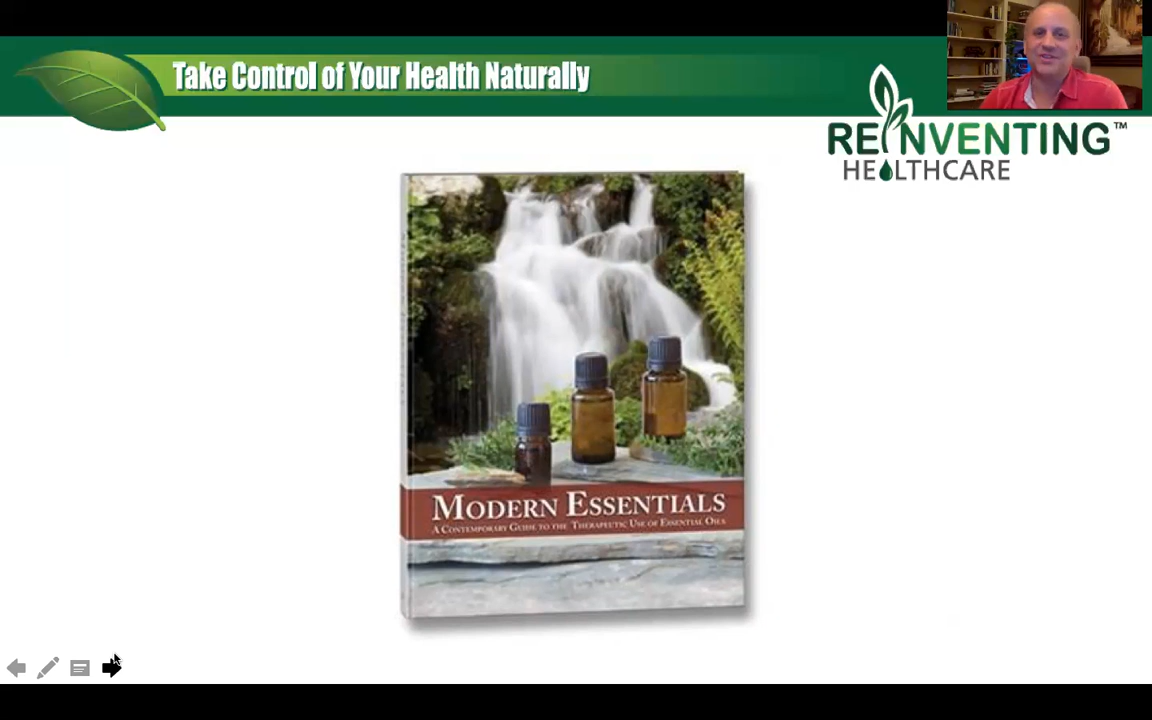 Take Control of Your Health Naturally
REINVENTING™
HEALTHCARE
MODERN ESSENTIALS
A CONTEMPORARY GUIDE TO THE THERAPEUTIC USE OF ESSENTIAL OILS